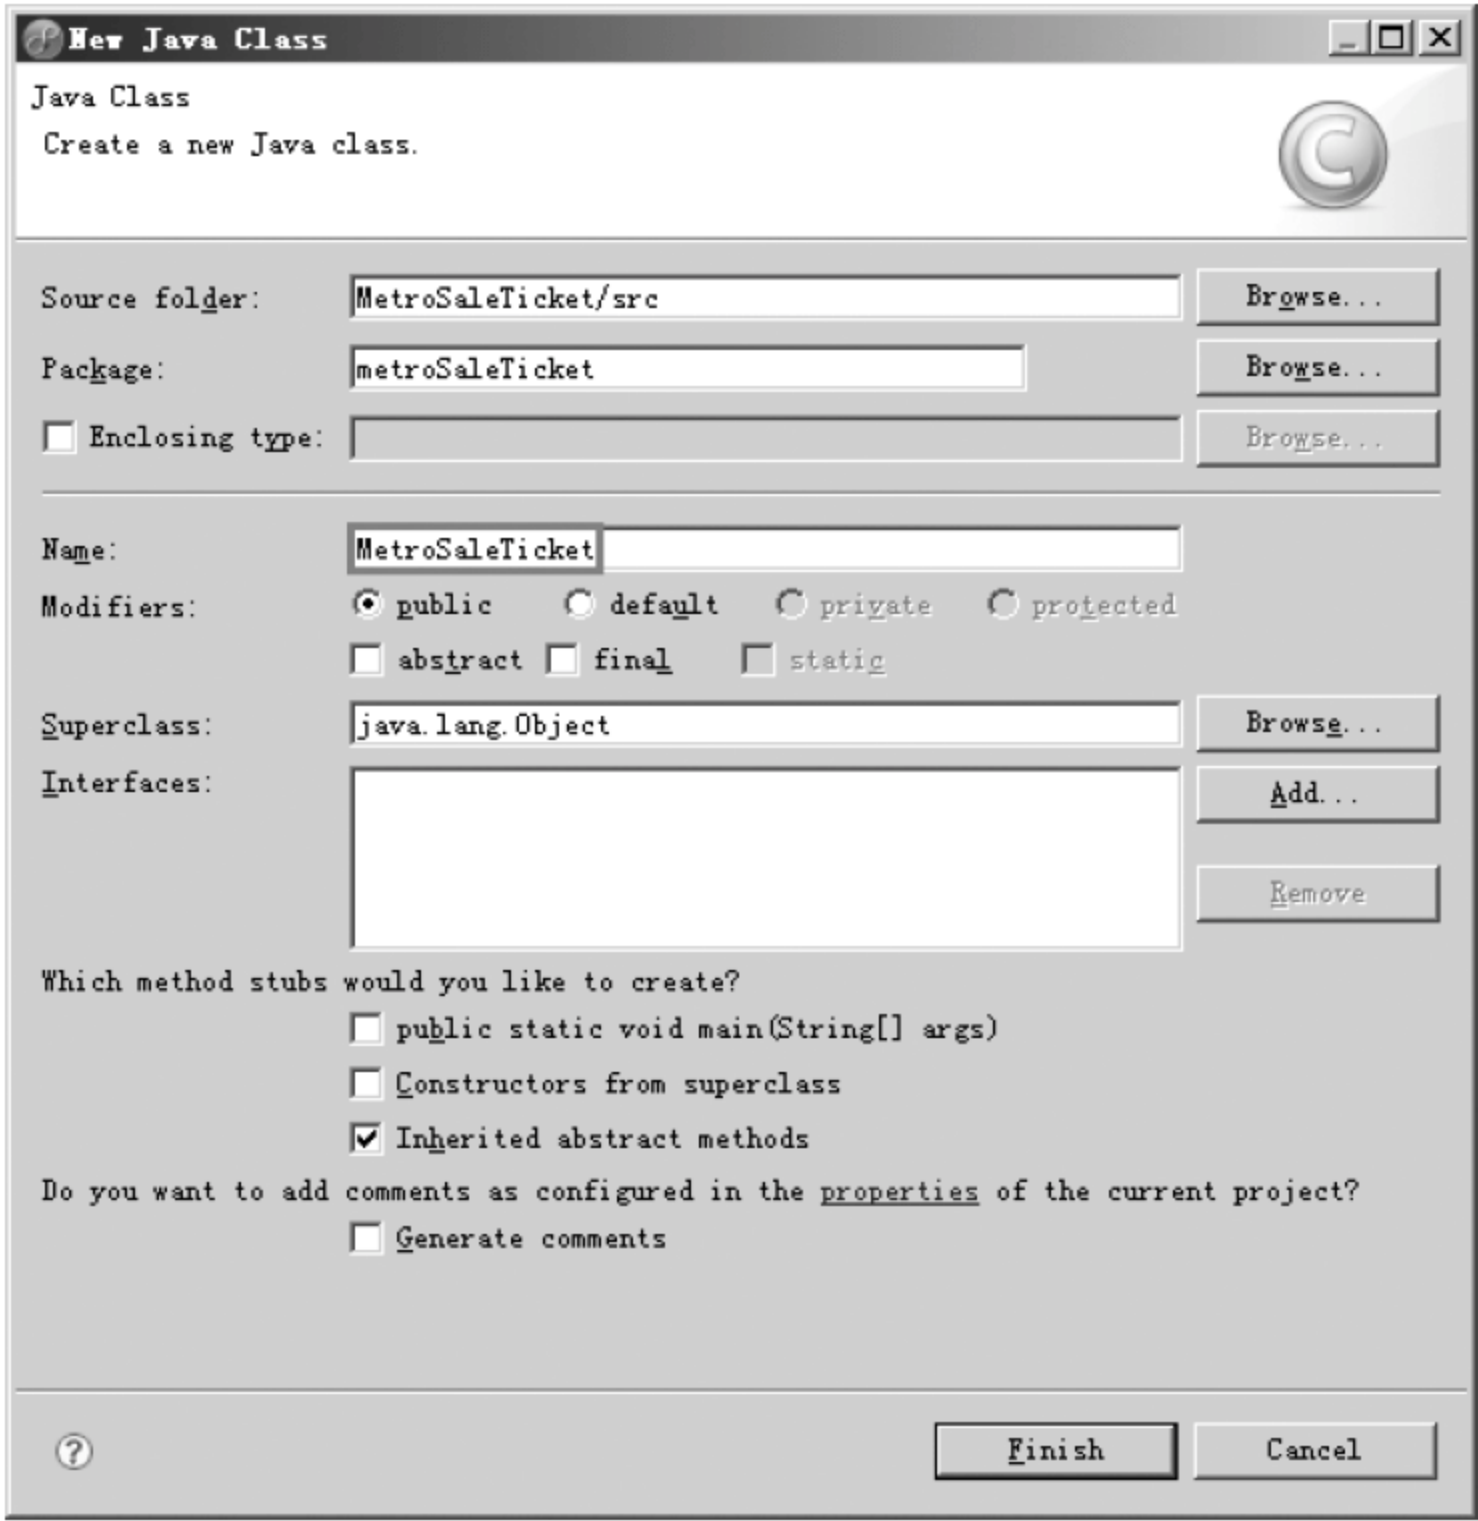 New Java Class
Java Class
Create a new Java class.
Source folder: MetroSaleTicket/src Browse...
Package: metroSaleTicket Browse...
Enclosing type: Browse...
Name: MetroSaleTicket
Modifiers: public default private protected
abstract final static
Superclass: java.lang.Object Browse...
Interfaces: Add...
Remove
Which method stubs would you like to create?
public static void main(String[] args)
Constructors from superclass
Inherited abstract methods
Do you want to add comments as configured in the properties of the current project?
Generate comments
? Finish Cancel